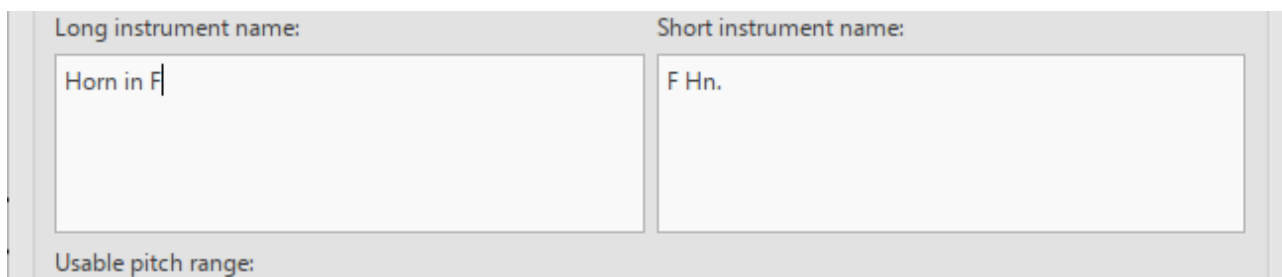 Long instrument name:
Short instrument name:
Horn in F
F Hn.
Usable pitch range: